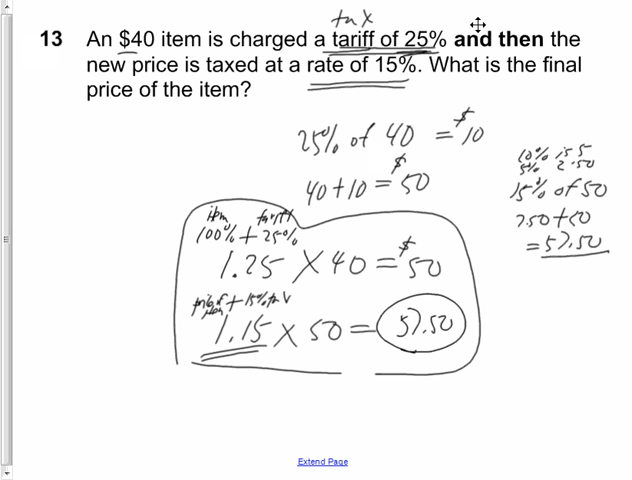 tax
13 An $40 item is charged a tariff of 25% and then the
new price is taxed at a rate of 15%. What is the final
price of the item?
25% of 40 = $10
40+10 = $50
item tariff
100% + 25%
1.25 × 40 = $50
+ 15% tax
1.15 × 50 = 57.50
10% is 5
5% 2.50
15% of 50
7.50+50
= 57.50
Extend Page